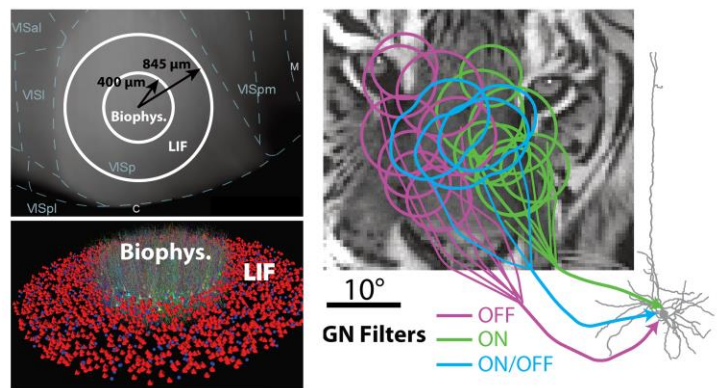 VISal
VISl
845 µm
400 µm
Biophys.
LIF
VISp
VISpm
M
VISpl
C
Biophys.
LIF
10°
GN Filters
OFF
ON
ON/OFF